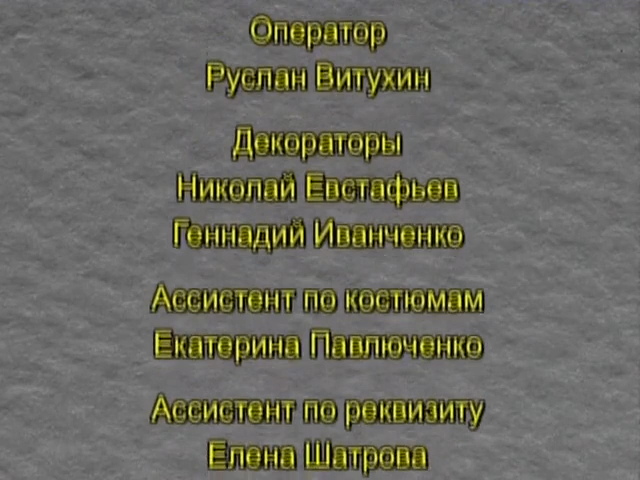 Оператор
Руслан Витухин
Декораторы
Николай Евстафьев
Геннадий Иванченко
Ассистент по костюмам
Екатерина Павлюченко
Ассистент по реквизиту
Елена Шатрова